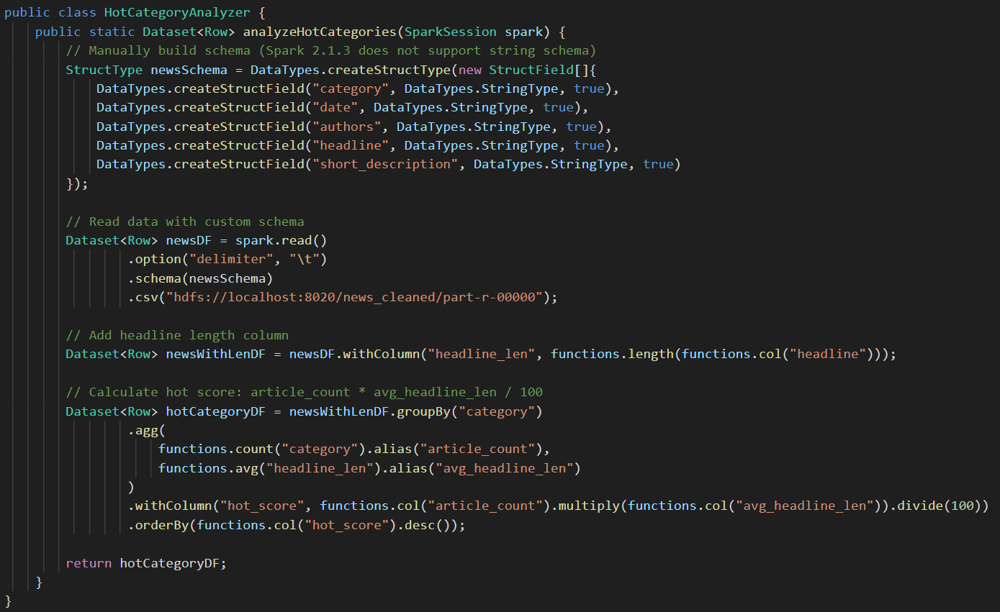 public class HotCategoryAnalyzer {
    public static Dataset<Row> analyzeHotCategories(SparkSession spark) {
        // Manually build schema (Spark 2.1.3 does not support string schema)
        StructType newsSchema = DataTypes.createStructType(new StructField[]{
            DataTypes.createStructField("category", DataTypes.StringType, true),
            DataTypes.createStructField("date", DataTypes.StringType, true),
            DataTypes.createStructField("authors", DataTypes.StringType, true),
            DataTypes.createStructField("headline", DataTypes.StringType, true),
            DataTypes.createStructField("short_description", DataTypes.StringType, true)
        });

        // Read data with custom schema
        Dataset<Row> newsDF = spark.read()
                .option("delimiter", "\t")
                .schema(newsSchema)
                .csv("hdfs://localhost:8020/news_cleaned/part-r-00000");

        // Add headline length column
        Dataset<Row> newsWithLenDF = newsDF.withColumn("headline_len", functions.length(functions.col("headline")));

        // Calculate hot score: article_count * avg_headline_len / 100
        Dataset<Row> hotCategoryDF = newsWithLenDF.groupBy("category")
                .agg(
                    functions.count("category").alias("article_count"),
                    functions.avg("headline_len").alias("avg_headline_len")
                )
                .withColumn("hot_score", functions.col("article_count").multiply(functions.col("avg_headline_len")).divide(100))
                .orderBy(functions.col("hot_score").desc());

        return hotCategoryDF;
    }
}